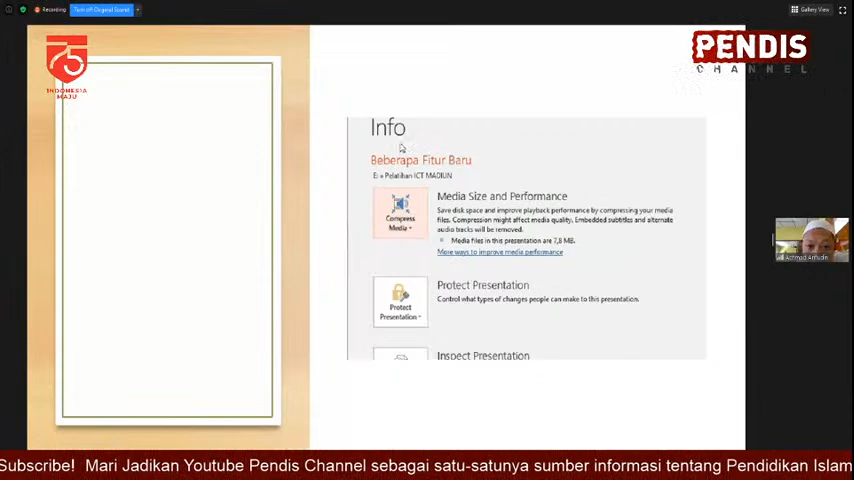 Recording
Turn off Original Sound
Gallery View
75
INDONESIA
MAJU
PENDIS
CHANNEL
Info
Beberapa Fitur Baru
E: » Pelatihan ICT MADIUN
Compress
Media
Media Size and Performance
Save disk space and improve playback performance by compressing your media
files. Compression might affect media quality. Embedded subtitles and alternate
audio tracks will be removed.
Media files in this presentation are 7,8 MB.
More ways to improve media performance
Protect
Presentation
Protect Presentation
Control what types of changes people can make to this presentation.
Inspect Presentation
Achmad Arifudin
Subscribe! Mari Jadikan Youtube Pendis Channel sebagai satu-satunya sumber informasi tentang Pendidikan Islam